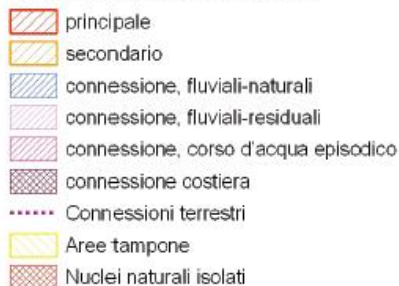 principale
secondario
connessione, fluviali-naturali
connessione, fluviali-residuali
connessione, corso d'acqua episodico
connessione costiera
Connessioni terrestri
Aree tampone
Nuclei naturali isolati